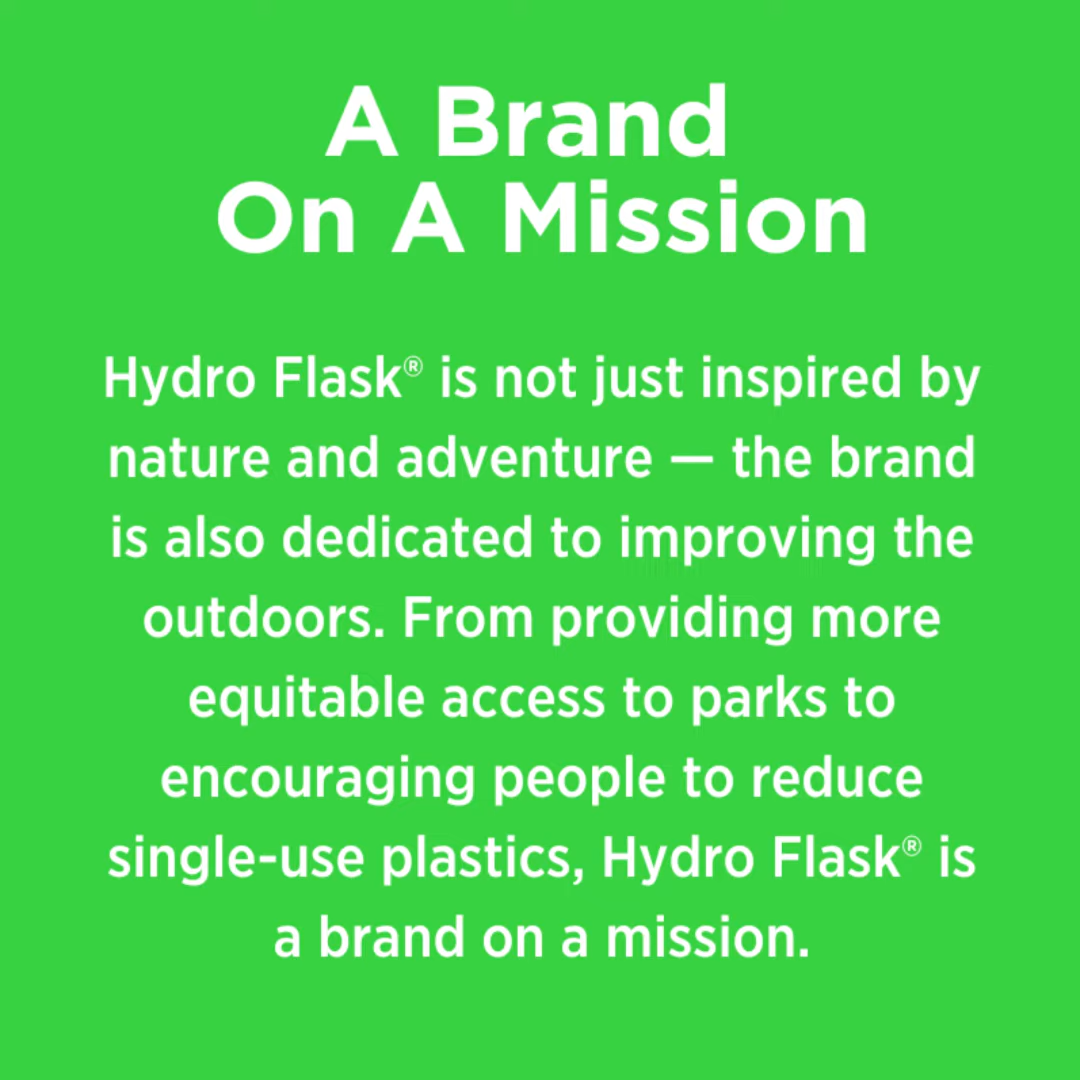 A Brand
On A Mission
Hydro Flask® is not just inspired by
nature and adventure — the brand
is also dedicated to improving the
outdoors. From providing more
equitable access to parks to
encouraging people to reduce
single-use plastics, Hydro Flask® is
a brand on a mission.